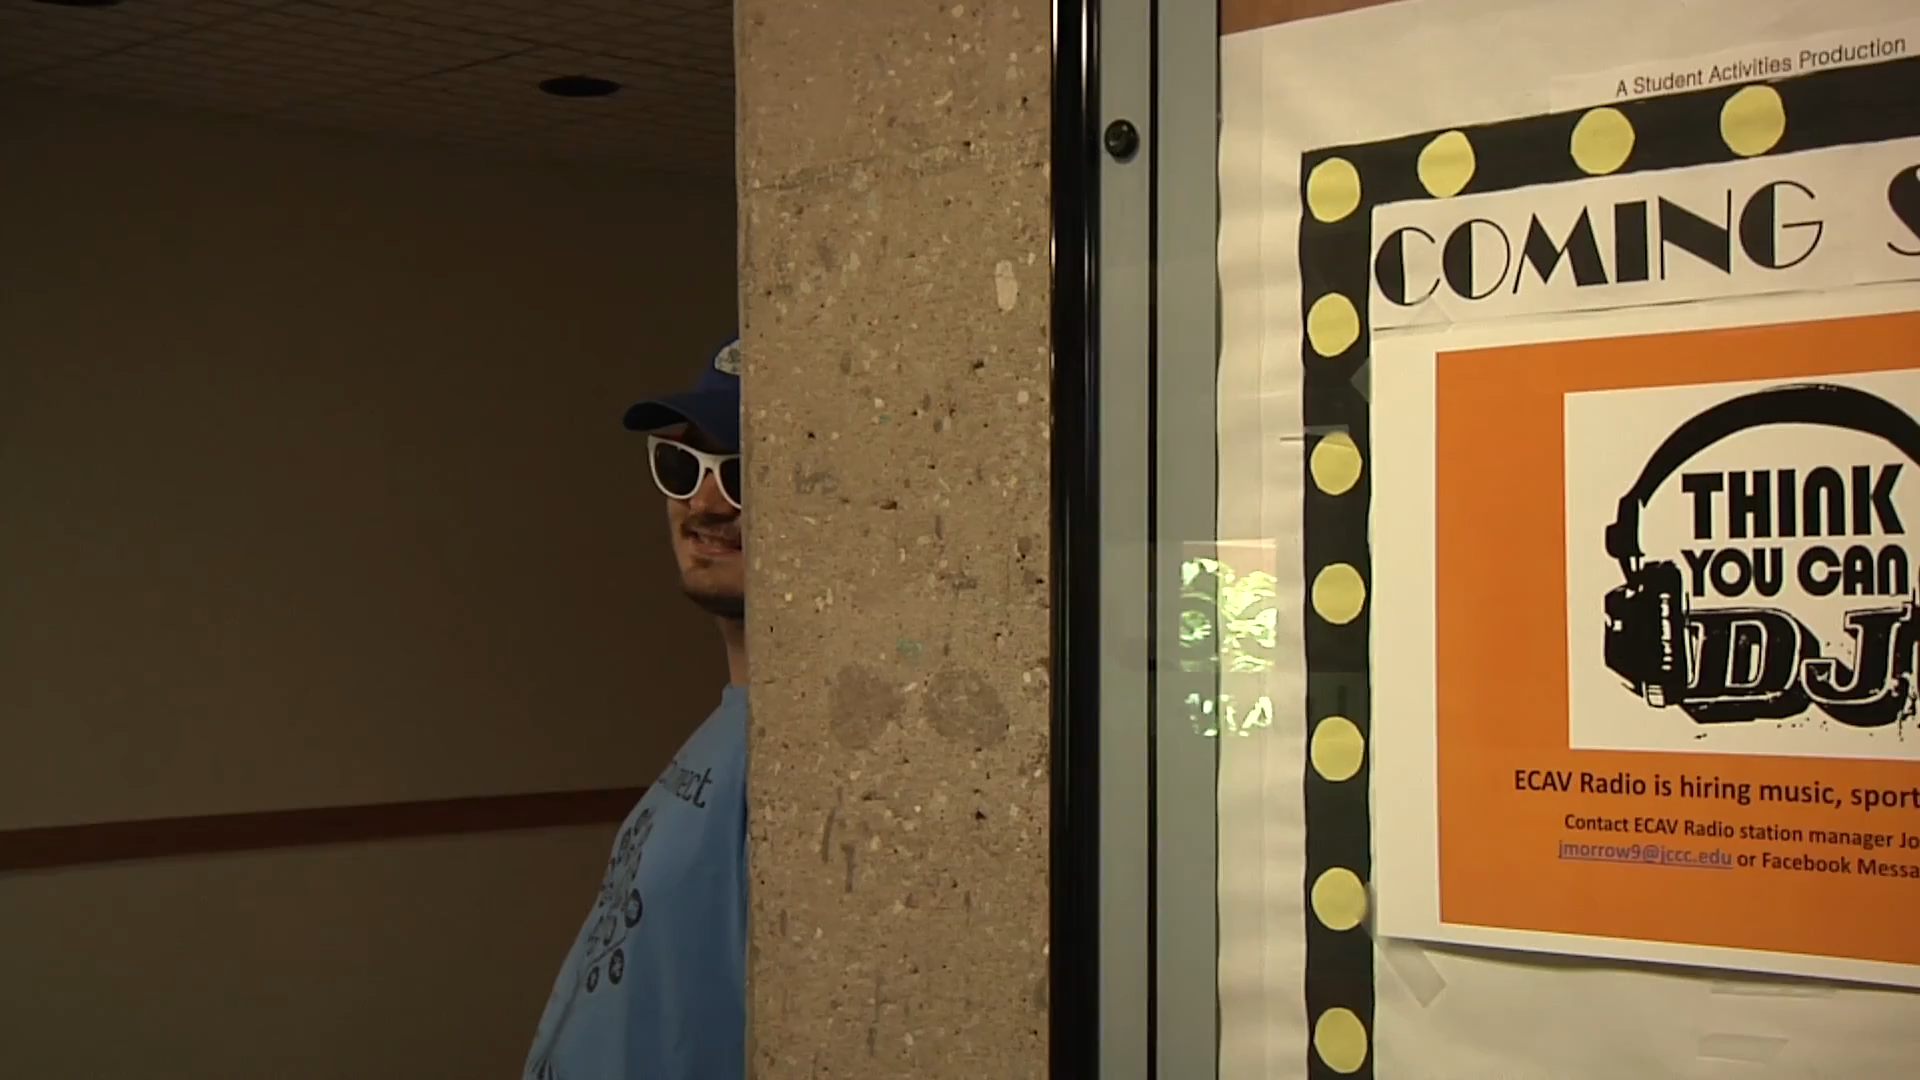 A Student Activities Production
COMING
THINK
YOU CAN
DJ
ECAV Radio is hiring music, sport
Contact ECAV Radio station manager Jo
jmorrow9@jccc.edu or Facebook Messa